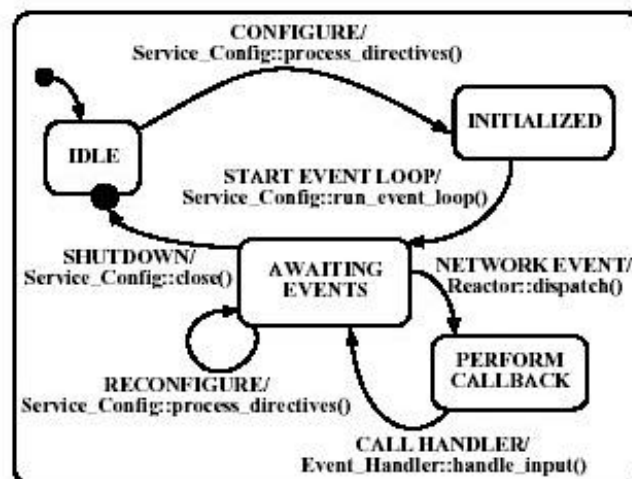 CONFIGURE/
Service_Config::process_directives()
IDLE
INITIALIZED
START EVENT LOOP/
Service_Config::run_event_loop()
SHUTDOWN/
Service_Config::close()
AWAITING
EVENTS
NETWORK EVENT/
Reactor::dispatch()
PERFORM
CALLBACK
RECONFIGURE/
Service_Config::process_directives()
CALL HANDLER/
Event_Handler::handle_input()